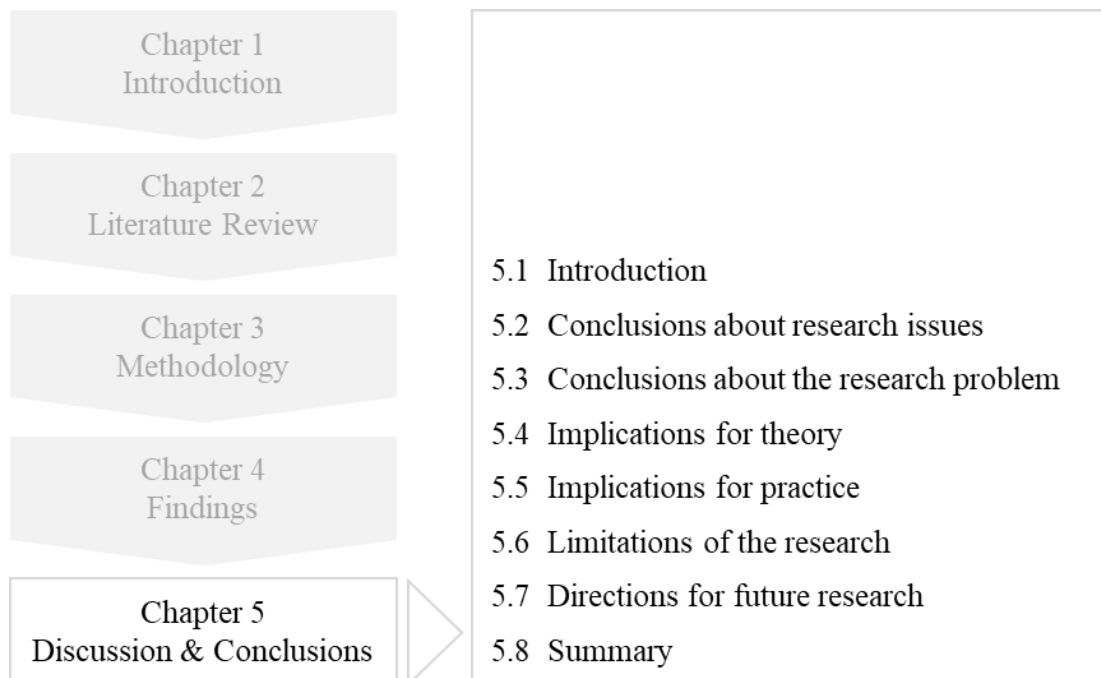 Chapter 1
Introduction
Chapter 2
Literature Review
Chapter 3
Methodology
Chapter 4
Findings
Chapter 5
Discussion & Conclusions
5.1 Introduction
5.2 Conclusions about research issues
5.3 Conclusions about the research problem
5.4 Implications for theory
5.5 Implications for practice
5.6 Limitations of the research
5.7 Directions for future research
5.8 Summary